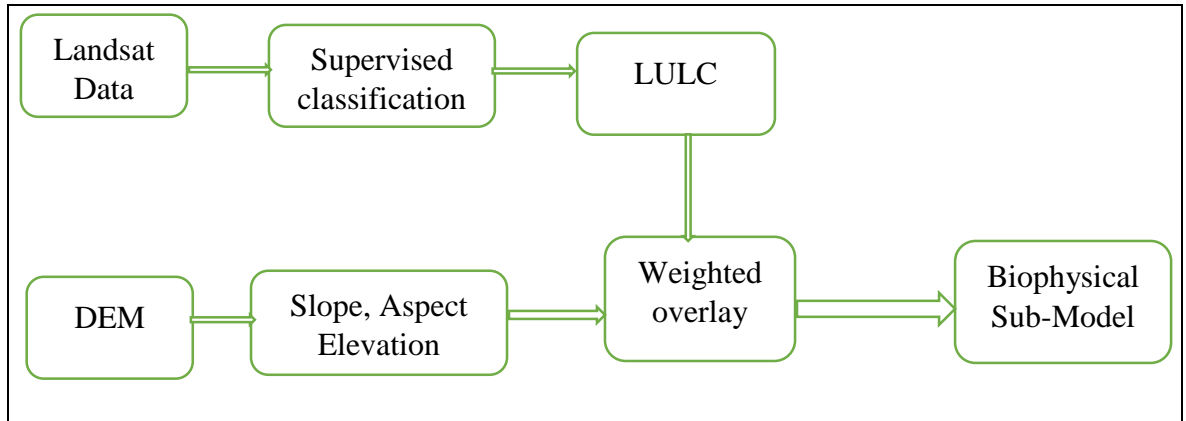 Landsat
Data
Supervised
classification
LULC
DEM
Slope, Aspect
Elevation
Weighted
overlay
Biophysical
Sub-Model